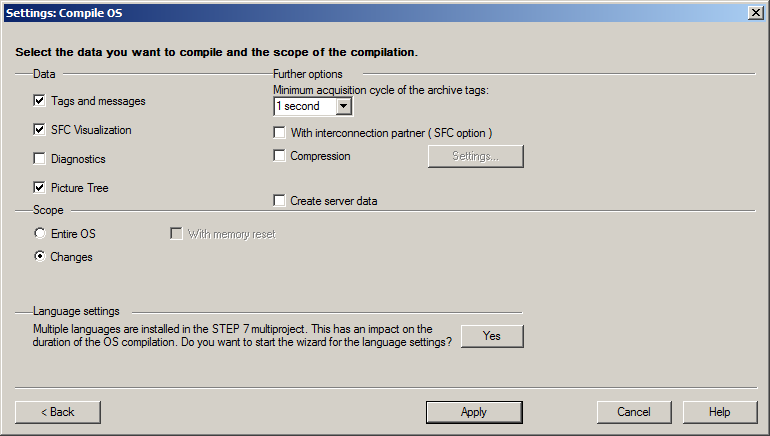 Settings: Compile OS
Select the data you want to compile and the scope of the compilation.
Data
Further options
Minimum acquisition cycle of the archive tags:
Tags and messages
1 second
SFC Visualization
With interconnection partner ( SFC option )
Diagnostics
Compression
Settings...
Picture Tree
Create server data
Scope
Entire OS
With memory reset
Changes
Language settings
Multiple languages are installed in the STEP 7 multiproject. This has an impact on the
duration of the OS compilation. Do you want to start the wizard for the language settings?
Yes
< Back
Apply
Cancel
Help